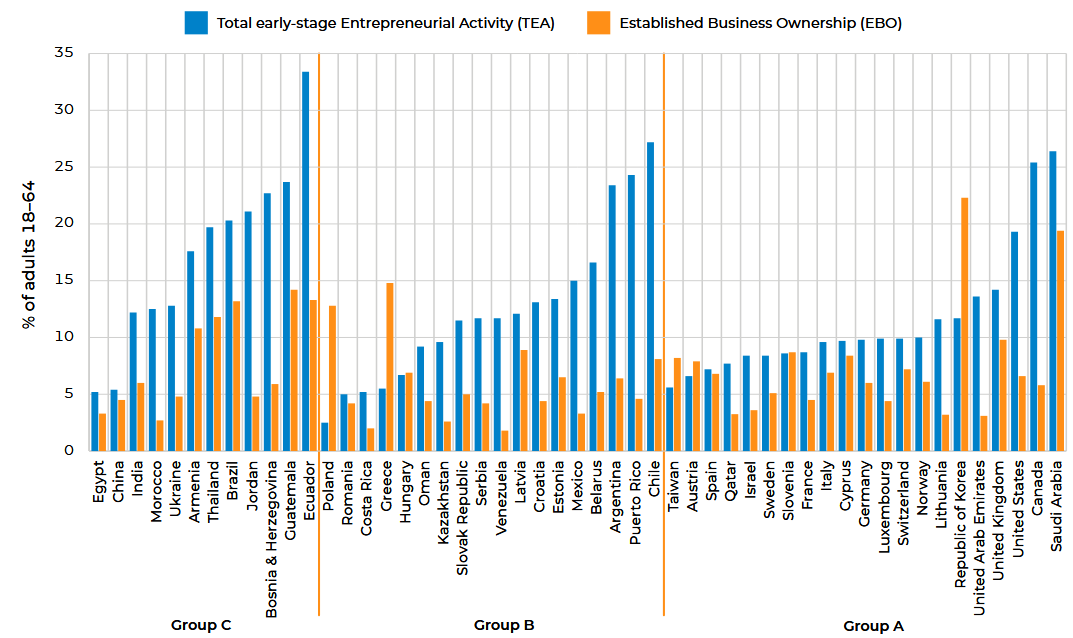 Total early-stage Entrepreneurial Activity (TEA)
Established Business Ownership (EBO)
% of adults 18–64
35
30
25
20
15
10
5
0
Egypt
China
India
Morocco
Ukraine
Armenia
Thailand
Brazil
Jordan
Bosnia & Herzegovina
Guatemala
Ecuador
Poland
Romania
Costa Rica
Greece
Hungary
Oman
Kazakhstan
Slovak Republic
Serbia
Venezuela
Latvia
Croatia
Estonia
Mexico
Belarus
Argentina
Puerto Rico
Chile
Taiwan
Austria
Spain
Qatar
Israel
Sweden
Slovenia
France
Italy
Cyprus
Germany
Luxembourg
Switzerland
Norway
Lithuania
Republic of Korea
United Arab Emirates
United Kingdom
United States
Canada
Saudi Arabia
Group C
Group B
Group A